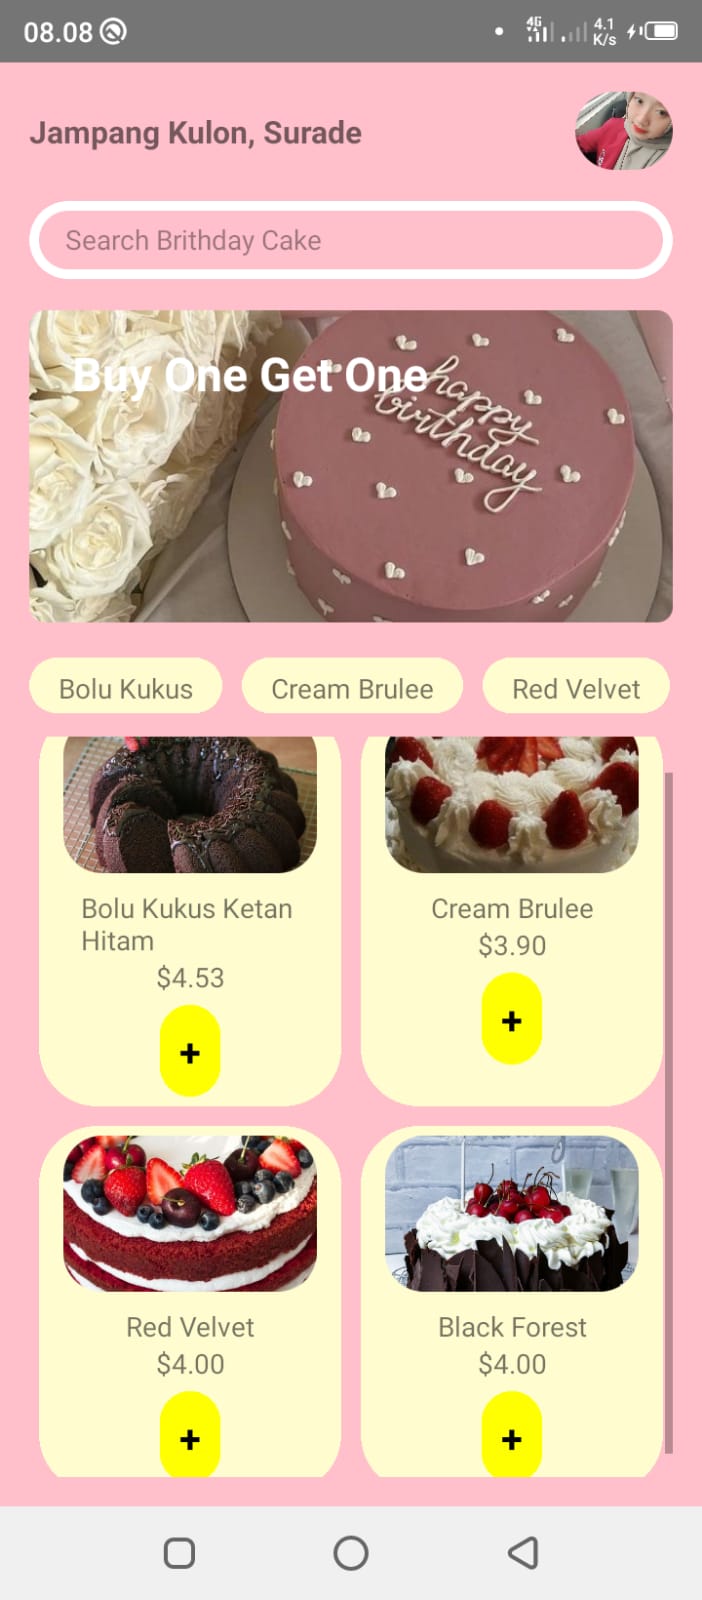 08.08
4G
4.1
K/s
Jampang Kulon, Surade
Search Brithday Cake
Buy One Get One
happy
birthday
Bolu Kukus
Cream Brulee
Red Velvet
Bolu Kukus Ketan
Hitam
$4.53
+
Cream Brulee
$3.90
+
Red Velvet
$4.00
+
Black Forest
$4.00
+